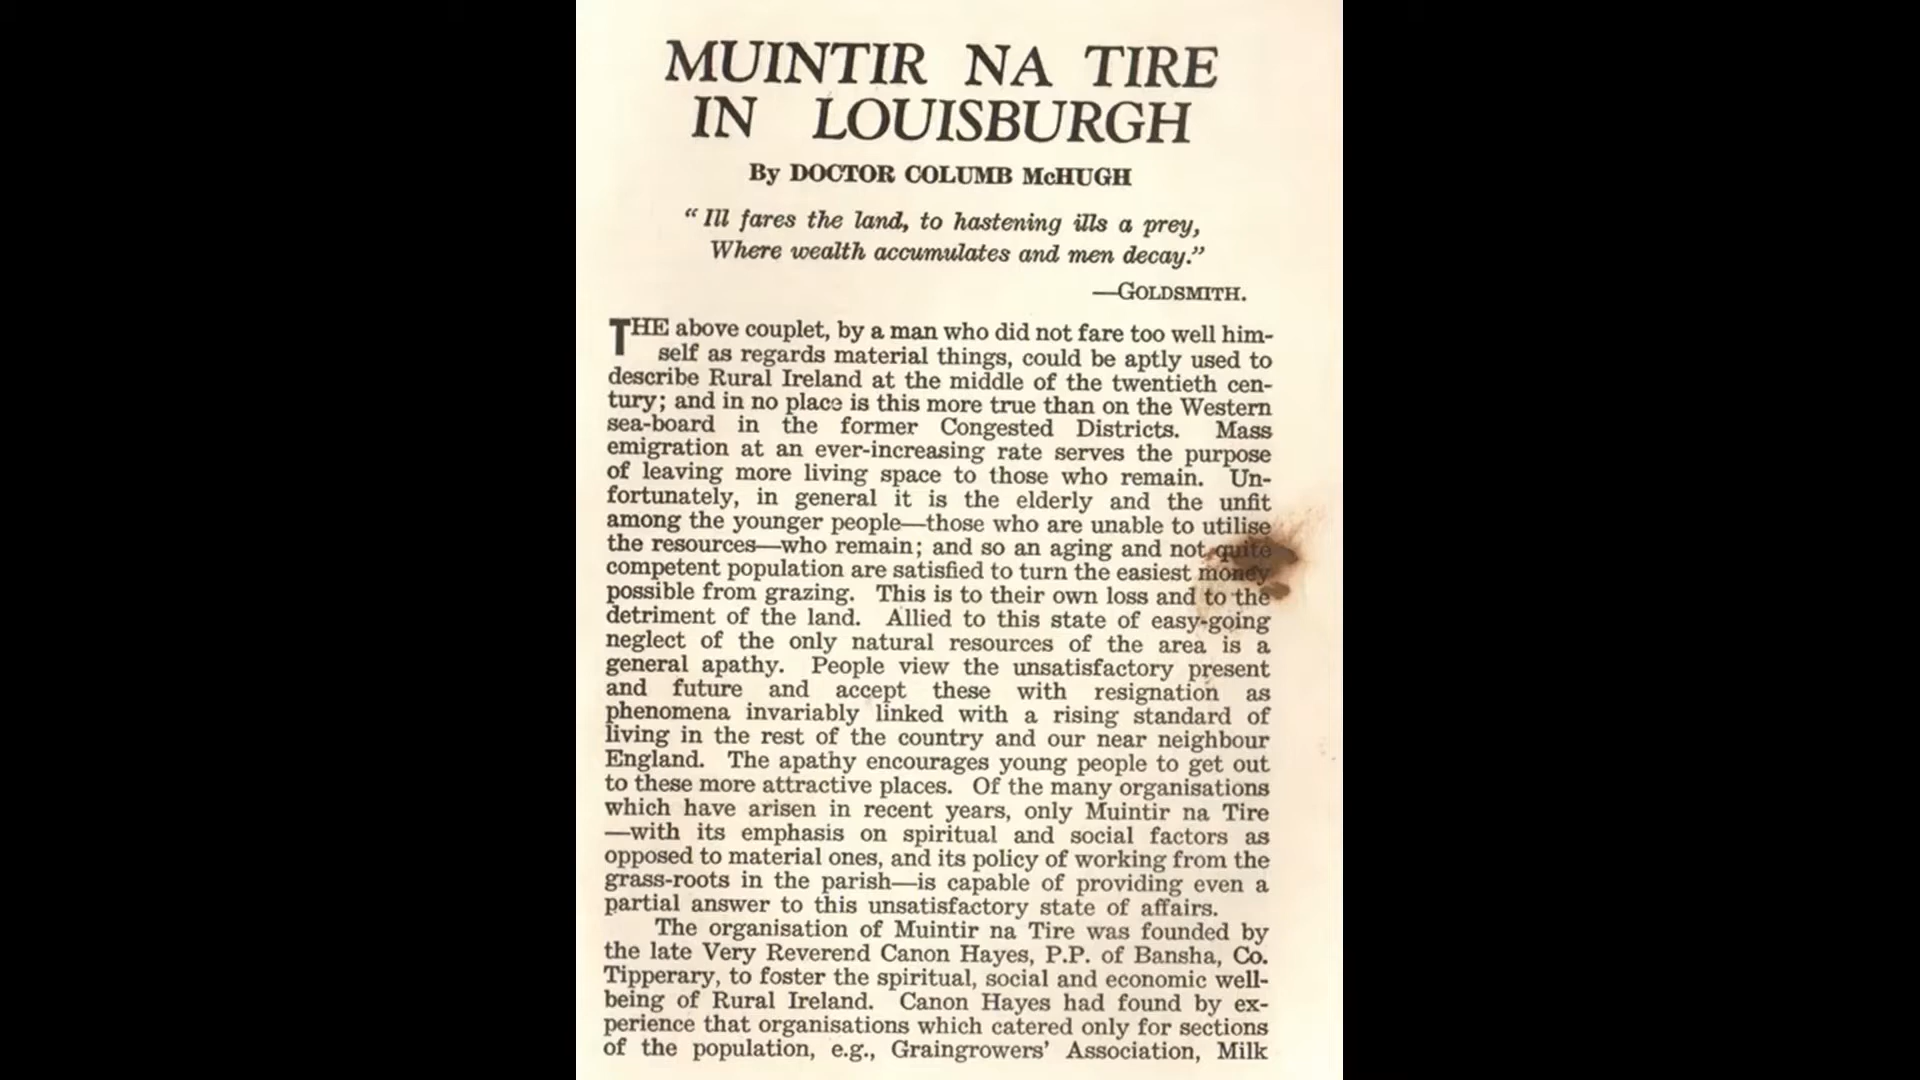 MUINTIR NA TIRE
IN LOUISBURGH
By DOCTOR COLUMB McHUGH
“Ill fares the land, to hastening ills a prey,
Where wealth accumulates and men decay.”
—GOLDSMITH.
THE above couplet, by a man who did not fare too well him-
self as regards material things, could be aptly used to
describe Rural Ireland at the middle of the twentieth cen-
tury; and in no place is this more true than on the Western
sea-board in the former Congested Districts. Mass
emigration at an ever-increasing rate serves the purpose
of leaving more living space to those who remain. Un-
fortunately, in general it is the elderly and the unfit
among the younger people—those who are unable to utilise
the resources—who remain; and so an aging and not quite
competent population are satisfied to turn the easiest money
possible from grazing. This is to their own loss and to the
detriment of the land. Allied to this state of easy-going
neglect of the only natural resources of the area is a
general apathy. People view the unsatisfactory present
and future and accept these with resignation as
phenomena invariably linked with a rising standard of
living in the rest of the country and our near neighbour
England. The apathy encourages young people to get out
to these more attractive places. Of the many organisations
which have arisen in recent years, only Muintir na Tire
—with its emphasis on spiritual and social factors as
opposed to material ones, and its policy of working from the
grass-roots in the parish—is capable of providing even a
partial answer to this unsatisfactory state of affairs.
The organisation of Muintir na Tire was founded by
the late Very Reverend Canon Hayes, P.P. of Bansha, Co.
Tipperary, to foster the spiritual, social and economic well-
being of Rural Ireland. Canon Hayes had found by ex-
perience that organisations which catered only for sections
of the population, e.g., Graingrowers’ Association, Milk